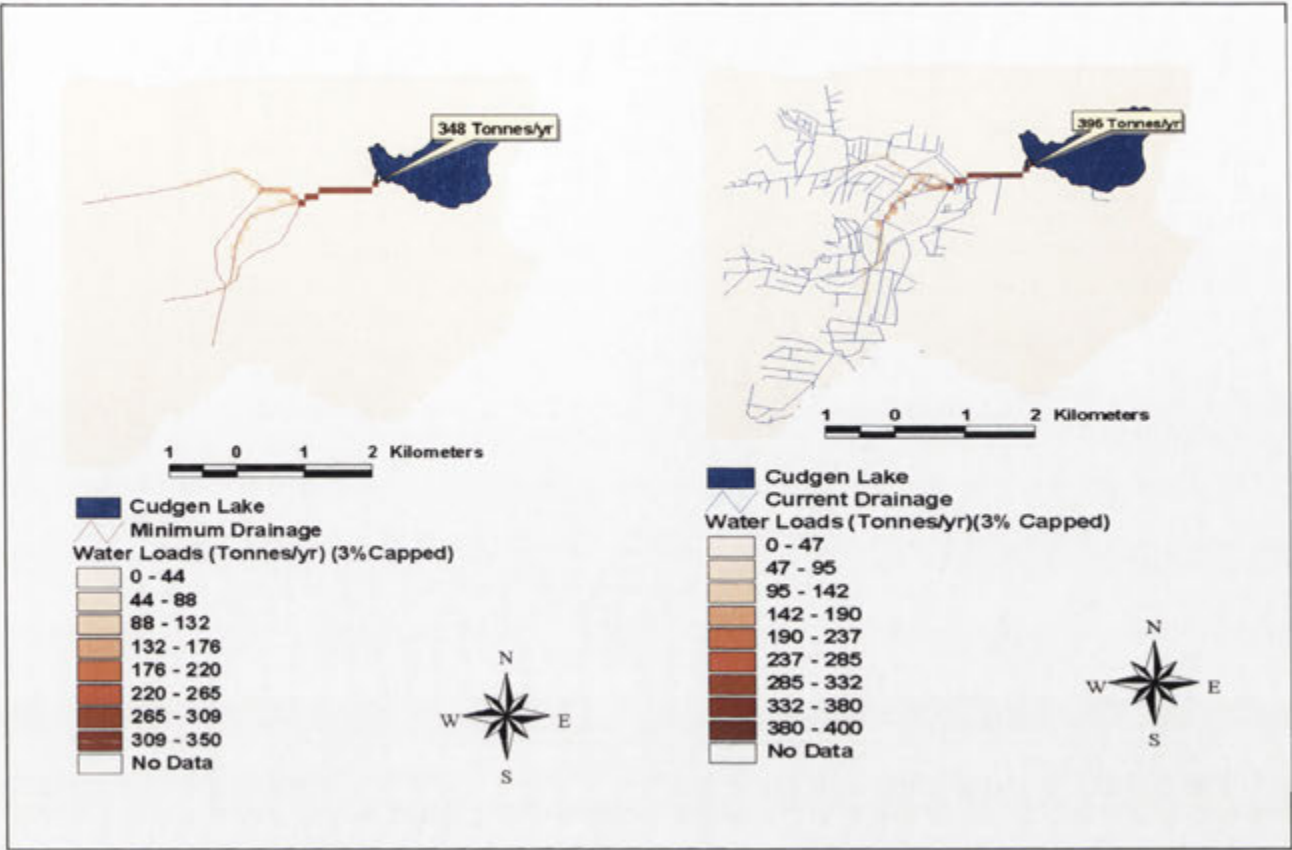 348 Tonnes/yr
1 0 1 2 Kilometers
Cudgen Lake
Minimum Drainage
Water Loads (Tonnes/yr) (3%Capped)
0 - 44
44 - 88
88 - 132
132 - 176
176 - 220
220 - 265
265 - 309
309 - 350
No Data
N
W E
S
396 Tonnes/yr
1 0 1 2 Kilometers
Cudgen Lake
Current Drainage
Water Loads (Tonnes/yr)(3% Capped)
0 - 47
47 - 95
95 - 142
142 - 190
190 - 237
237 - 285
285 - 332
332 - 380
380 - 400
No Data
N
W E
S